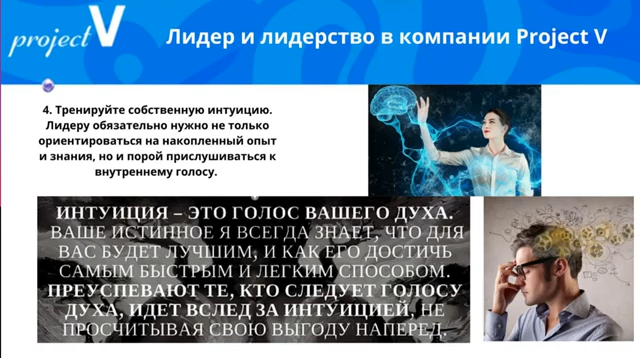 project V
Лидер и лидерство в компании Project V
4. Тренируйте собственную интуицию.
Лидеру обязательно нужно не только
ориентироваться на накопленный опыт
и знания, но и порой прислушиваться к
внутреннему голосу.
ИНТУИЦИЯ – ЭТО ГОЛОС ВАШЕГО ДУХА.
ВАШЕ ИСТИННОЕ Я ВСЕГДА ЗНАЕТ, ЧТО ДЛЯ
ВАС БУДЕТ ЛУЧШИМ, И КАК ЕГО ДОСТИЧЬ
САМЫМ БЫСТРЫМ И ЛЕГКИМ СПОСОБОМ.
ПРЕУСПЕВАЮТ ТЕ, КТО СЛЕДУЕТ ГОЛОСУ
ДУХА, ИДЕТ ВСЛЕД ЗА ИНТУИЦИЕЙ, НЕ
ПРОСЧИТЫВАЯ СВОЮ ВЫГОДУ НАПЕРЕД.